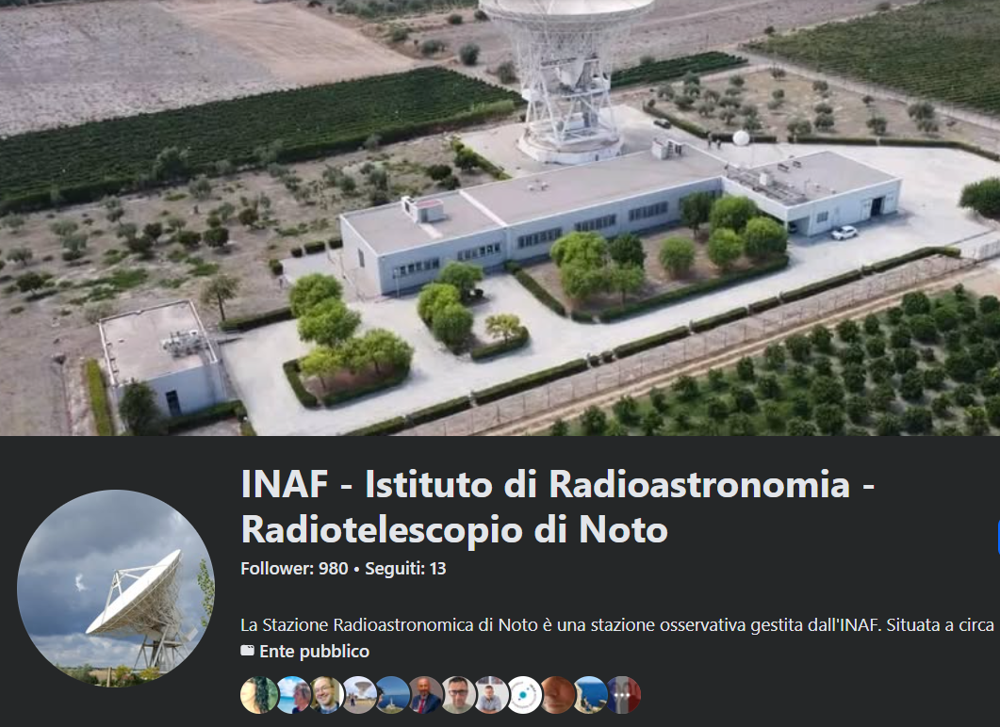 INAF - Istituto di Radioastronomia -
Radiotelescopio di Noto
Follower: 980 • Seguiti: 13
La Stazione Radioastronomica di Noto è una stazione osservativa gestita dall'INAF. Situata a circa
Ente pubblico